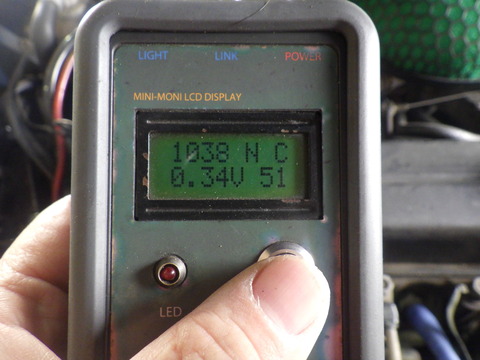 LIGHT LINK POWER
MINI-MONI LCD DISPLAY
1038 N C
0.34V 51
LED